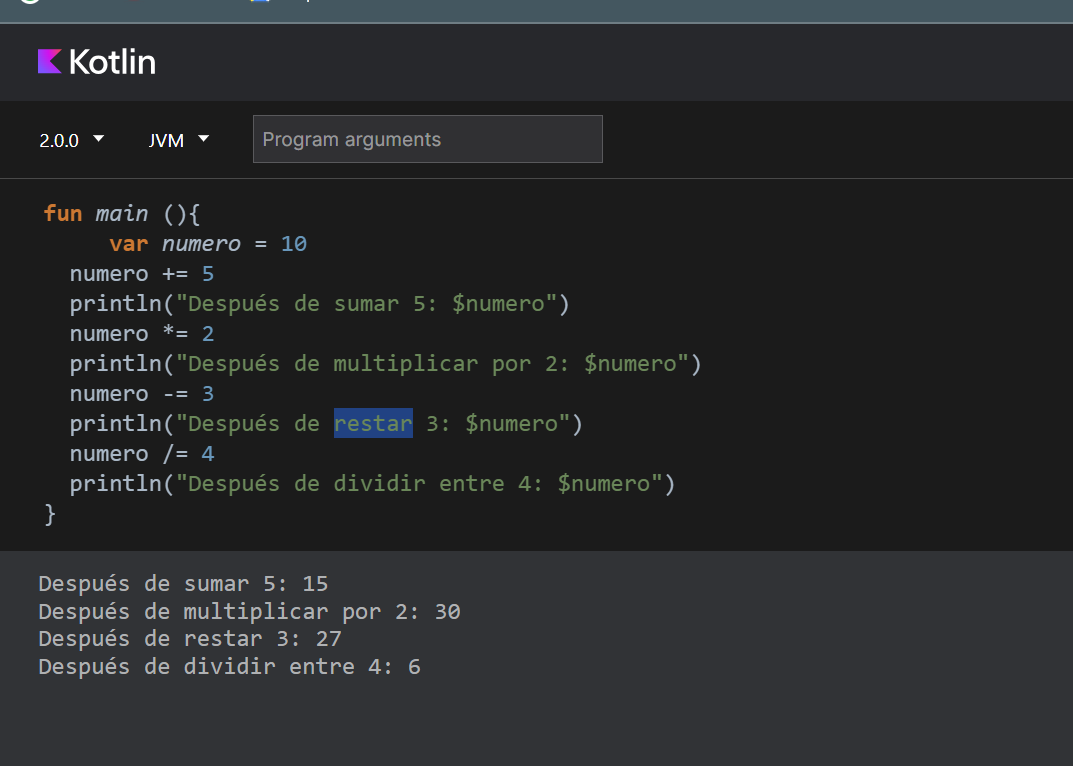 Kotlin
2.0.0 JVM Program arguments
fun main (){
     var numero = 10
  numero += 5
  println("Después de sumar 5: $numero")
  numero *= 2
  println("Después de multiplicar por 2: $numero")
  numero -= 3
  println("Después de restar 3: $numero")
  numero /= 4
  println("Después de dividir entre 4: $numero")
}
Después de sumar 5: 15
Después de multiplicar por 2: 30
Después de restar 3: 27
Después de dividir entre 4: 6